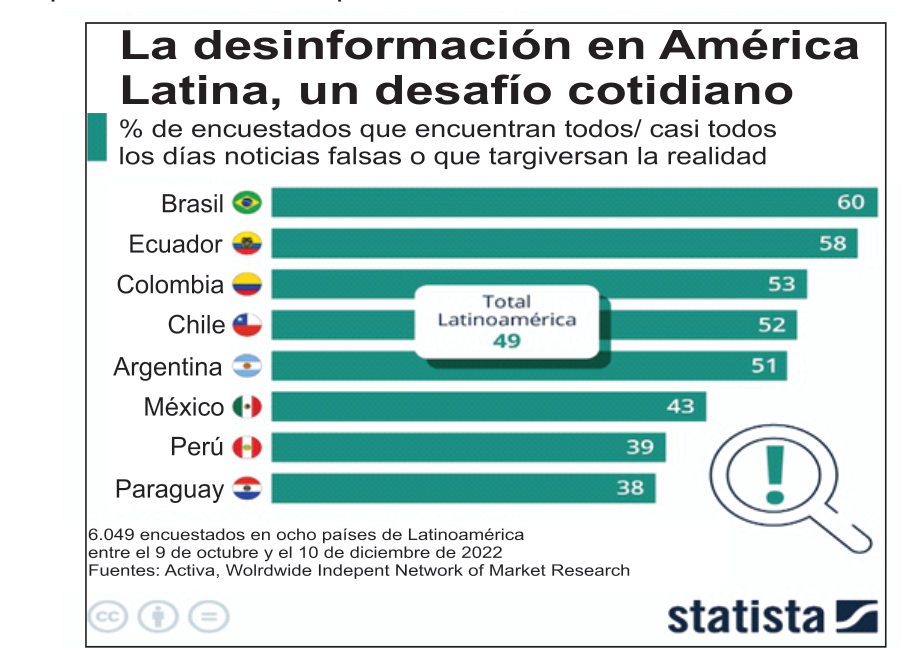 La desinformación en América
Latina, un desafío cotidiano
% de encuestados que encuentran todos/ casi todos
los días noticias falsas o que targiversan la realidad
Brasil 60
Ecuador 58
Colombia 53
Total
Latinoamérica
49
Chile 52
Argentina 51
México 43
Perú 39
Paraguay 38
!
6.049 encuestados en ocho países de Latinoamérica
entre el 9 de octubre y el 10 de diciembre de 2022
Fuentes: Activa, Wolrdwide Indepent Network of Market Research
cc =
statista